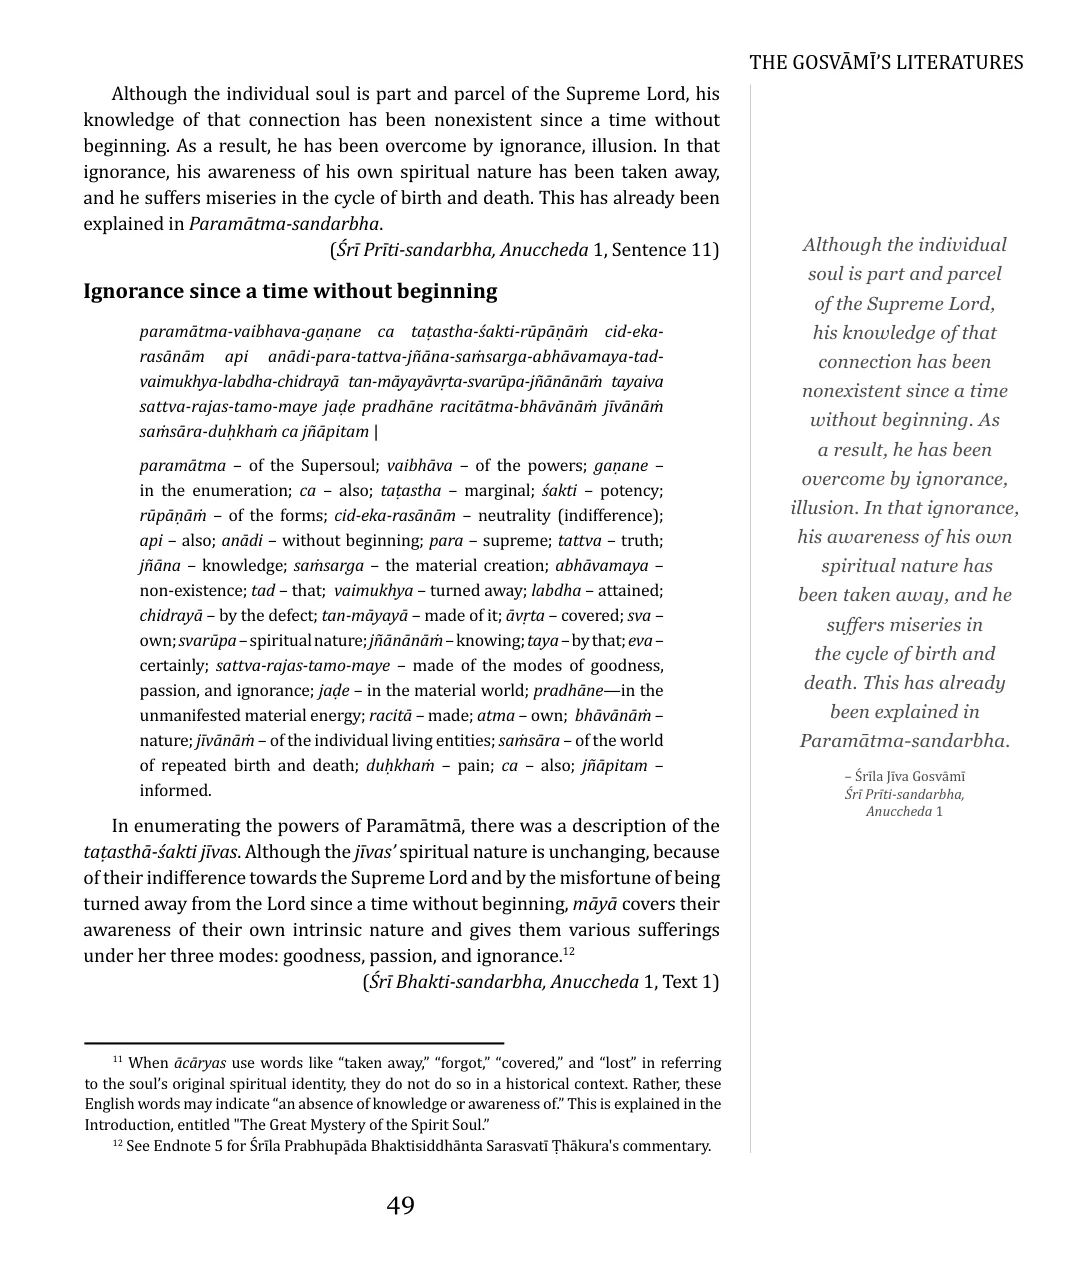 THE GOSVĀMĪ’S LITERATURES
Although the individual soul is part and parcel of the Supreme Lord, his
knowledge of that connection has been nonexistent since a time without
beginning. As a result, he has been overcome by ignorance, illusion. In that
ignorance, his awareness of his own spiritual nature has been taken away,
and he suffers miseries in the cycle of birth and death. This has already been
explained in Paramātma-sandarbha.
(Śrī Prīti-sandarbha, Anuccheda 1, Sentence 11)
Ignorance since a time without beginning
paramātma-vaibhava-gaṇane ca taṭastha-śakti-rūpāṇāṁ cid-eka-
rasānām api anādi-para-tattva-jñāna-saṁsarga-abhāvamaya-tad-
vaimukhya-labdha-chidrayā tan-māyayāvṛta-svarūpa-jñānānāṁ tayaiva
sattva-rajas-tamo-maye jaḍe pradhāne racitātma-bhāvānāṁ jīvānāṁ
saṁsāra-duḥkhaṁ ca jñāpitam |
paramātma – of the Supersoul; vaibhāva – of the powers; gaṇane –
in the enumeration; ca – also; taṭastha – marginal; śakti – potency;
rūpāṇāṁ – of the forms; cid-eka-rasānām – neutrality (indifference);
api – also; anādi – without beginning; para – supreme; tattva – truth;
jñāna – knowledge; saṁsarga – the material creation; abhāvamaya –
non-existence; tad – that; vaimukhya – turned away; labdha – attained;
chidrayā – by the defect; tan-māyayā – made of it; āvṛta – covered; sva –
own; svarūpa – spiritual nature; jñānānāṁ – knowing; taya – by that; eva –
certainly; sattva-rajas-tamo-maye – made of the modes of goodness,
passion, and ignorance; jaḍe – in the material world; pradhāne—in the
unmanifested material energy; racitā – made; atma – own; bhāvānāṁ –
nature; jīvānāṁ – of the individual living entities; saṁsāra – of the world
of repeated birth and death; duḥkhaṁ – pain; ca – also; jñāpitam –
informed.
In enumerating the powers of Paramātmā, there was a description of the
taṭasthā-śakti jīvas. Although the jīvas’ spiritual nature is unchanging, because
of their indifference towards the Supreme Lord and by the misfortune of being
turned away from the Lord since a time without beginning, māyā covers their
awareness of their own intrinsic nature and gives them various sufferings
under her three modes: goodness, passion, and ignorance.12
(Śrī Bhakti-sandarbha, Anuccheda 1, Text 1)
Although the individual
soul is part and parcel
of the Supreme Lord,
his knowledge of that
connection has been
nonexistent since a time
without beginning. As
a result, he has been
overcome by ignorance,
illusion. In that ignorance,
his awareness of his own
spiritual nature has
been taken away, and he
suffers miseries in
the cycle of birth and
death. This has already
been explained in
Paramātma-sandarbha.
– Śrīla Jīva Gosvāmī
Śrī Prīti-sandarbha,
Anuccheda 1
11 When ācāryas use words like “taken away,” “forgot,” “covered,” and “lost” in referring
to the soul’s original spiritual identity, they do not do so in a historical context. Rather, these
English words may indicate “an absence of knowledge or awareness of.” This is explained in the
Introduction, entitled "The Great Mystery of the Spirit Soul.”
12 See Endnote 5 for Śrīla Prabhupāda Bhaktisiddhānta Sarasvatī Ṭhākura's commentary.
49